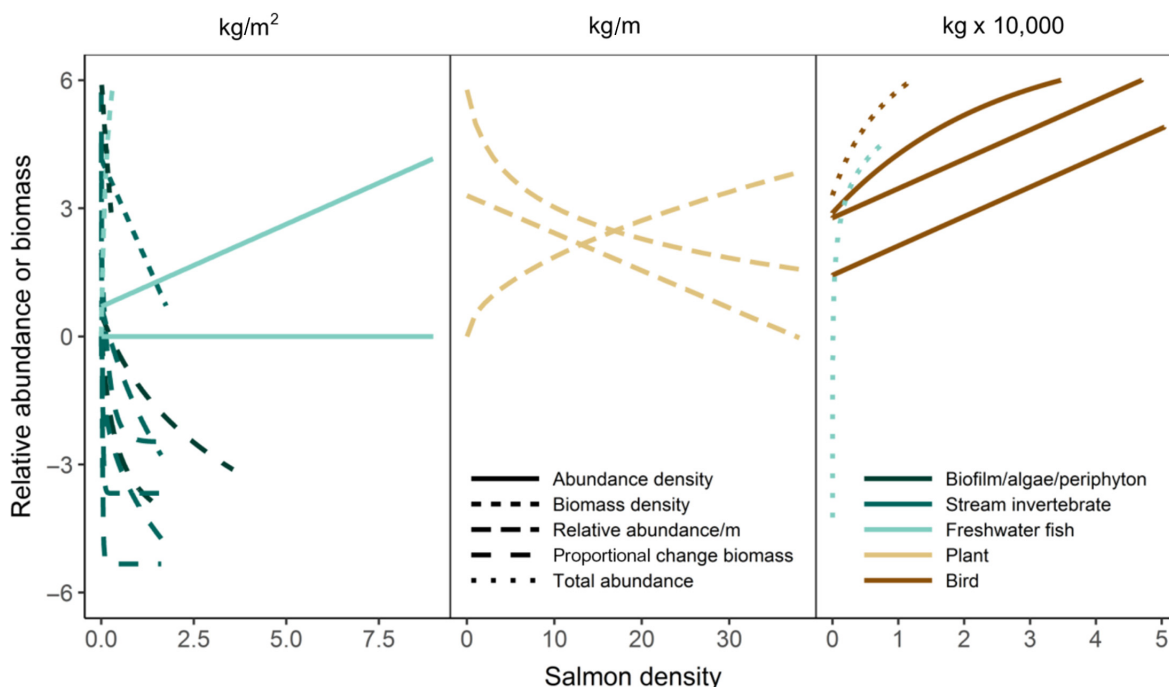 kg/m²
kg/m
kg x 10,000
Relative abundance or biomass
6
3
0
−3
−6
Abundance density
Biomass density
Relative abundance/m
Proportional change biomass
Total abundance
Biofilm/algae/periphyton
Stream invertebrate
Freshwater fish
Plant
Bird
0.0 2.5 5.0 7.5
0 10 20 30
0 1 2 3 4 5
Salmon density